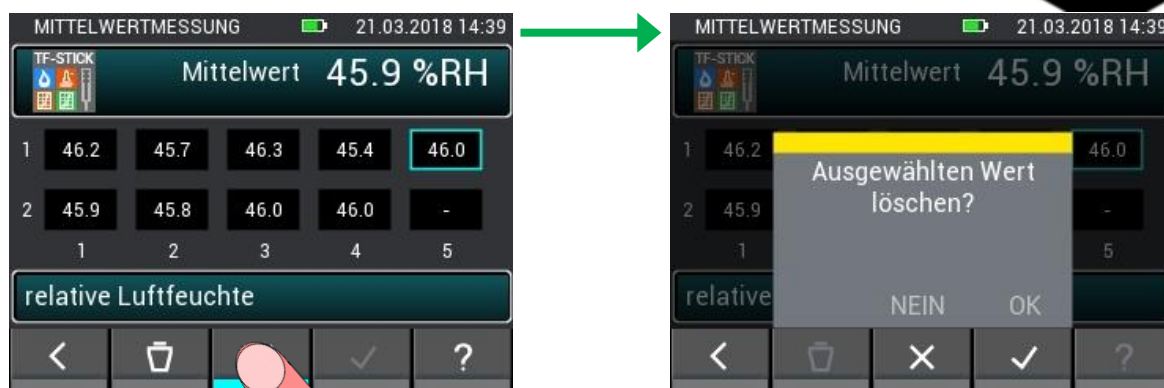 MITTELWERTMESSUNG 21.03.2018 14:39
TF-STICK
Mittelwert 45.9 %RH
1 46.2 45.7 46.3 45.4 46.0
2 45.9 45.8 46.0 46.0 -
1 2 3 4 5
relative Luftfeuchte
?
MITTELWERTMESSUNG 21.03.2018 14:39
TF-STICK
Mittelwert 45.9 %RH
1 46.2 46.0
Ausgewählten Wert
löschen?
2 45.9 -
1 5
relative
NEIN OK
?